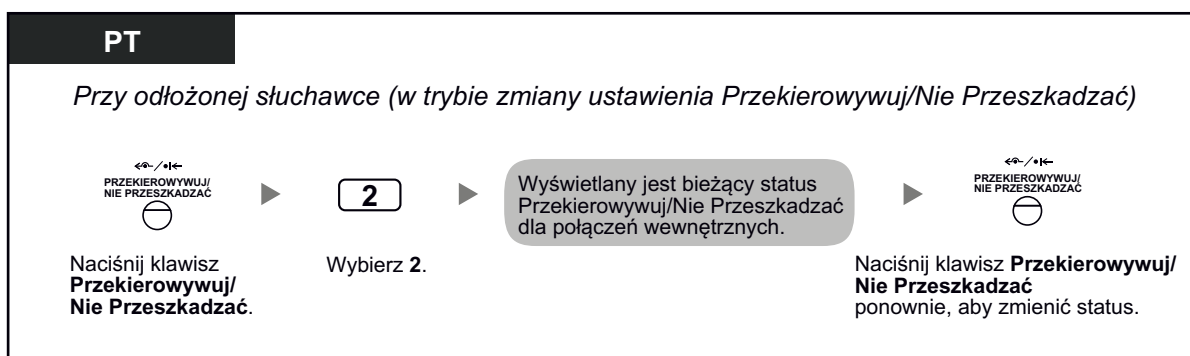 PT
Przy odłożonej słuchawce (w trybie zmiany ustawienia Przekierowywuj/Nie Przeszkadzać)
PRZEKIEROWYWUJ/
NIE PRZESZKADZAĆ
Naciśnij klawisz
Przekierowywuj/
Nie Przeszkadzać.
2
Wybierz 2.
Wyświetlany jest bieżący status
Przekierowywuj/Nie Przeszkadzać
dla połączeń wewnętrznych.
PRZEKIEROWYWUJ/
NIE PRZESZKADZAĆ
Naciśnij klawisz Przekierowywuj/
Nie Przeszkadzać
ponownie, aby zmienić status.